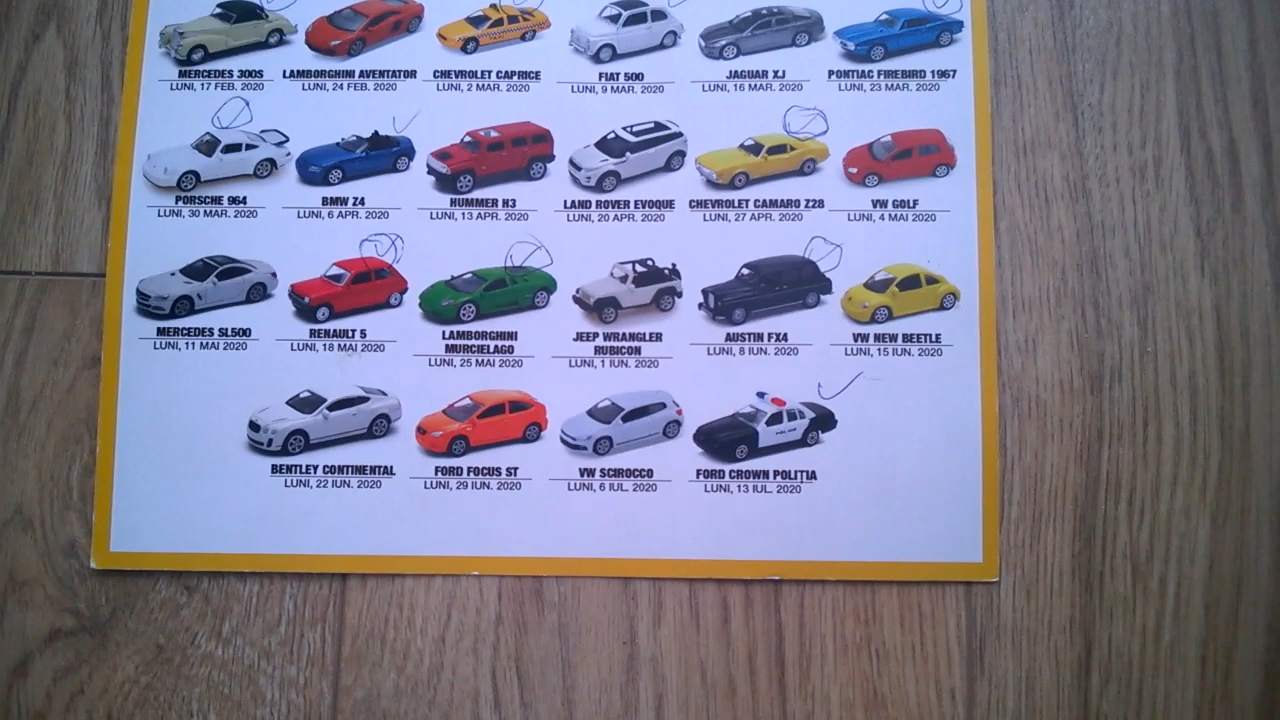 MERCEDES 300S
LUNI, 17 FEB. 2020
LAMBORGHINI AVENTATOR
LUNI, 24 FEB. 2020
CHEVROLET CAPRICE
LUNI, 2 MAR. 2020
FIAT 500
LUNI, 9 MAR. 2020
JAGUAR XJ
LUNI, 16 MAR. 2020
PONTIAC FIREBIRD 1967
LUNI, 23 MAR. 2020
PORSCHE 964
LUNI, 30 MAR. 2020
BMW Z4
LUNI, 6 APR. 2020
HUMMER H3
LUNI, 13 APR. 2020
LAND ROVER EVOQUE
LUNI, 20 APR. 2020
CHEVROLET CAMARO Z28
LUNI, 27 APR. 2020
VW GOLF
LUNI, 4 MAI 2020
MERCEDES SL500
LUNI, 11 MAI 2020
RENAULT 5
LUNI, 18 MAI 2020
LAMBORGHINI
MURCIELAGO
LUNI, 25 MAI 2020
JEEP WRANGLER
RUBICON
LUNI, 1 IUN. 2020
AUSTIN FX4
LUNI, 8 IUN. 2020
VW NEW BEETLE
LUNI, 15 IUN. 2020
BENTLEY CONTINENTAL
LUNI, 22 IUN. 2020
FORD FOCUS ST
LUNI, 29 IUN. 2020
VW SCIROCCO
LUNI, 6 IUL. 2020
POLICE
FORD CROWN POLIȚIA
LUNI, 13 IUL. 2020